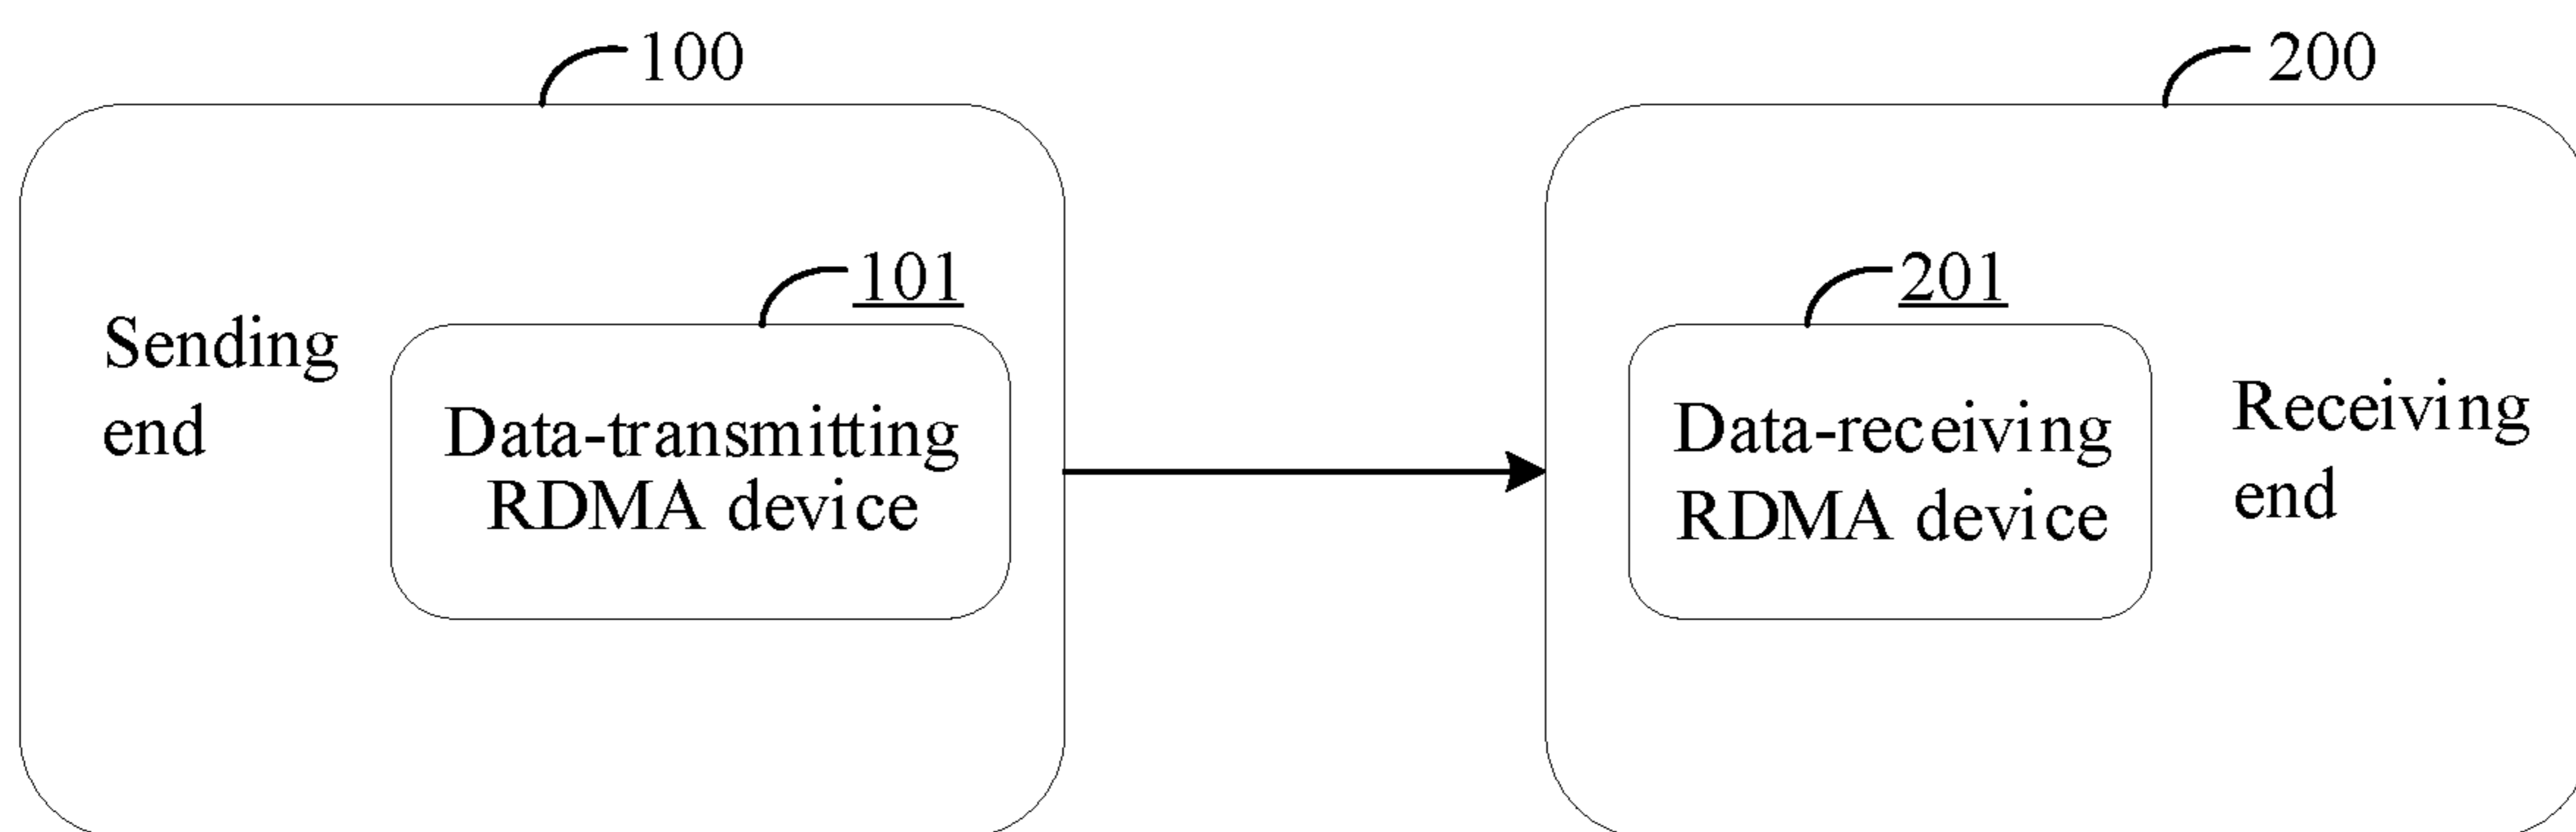 100
200
101
201
Sending
end
Data-transmitting
RDMA device
Data-receiving
RDMA device
Receiving
end